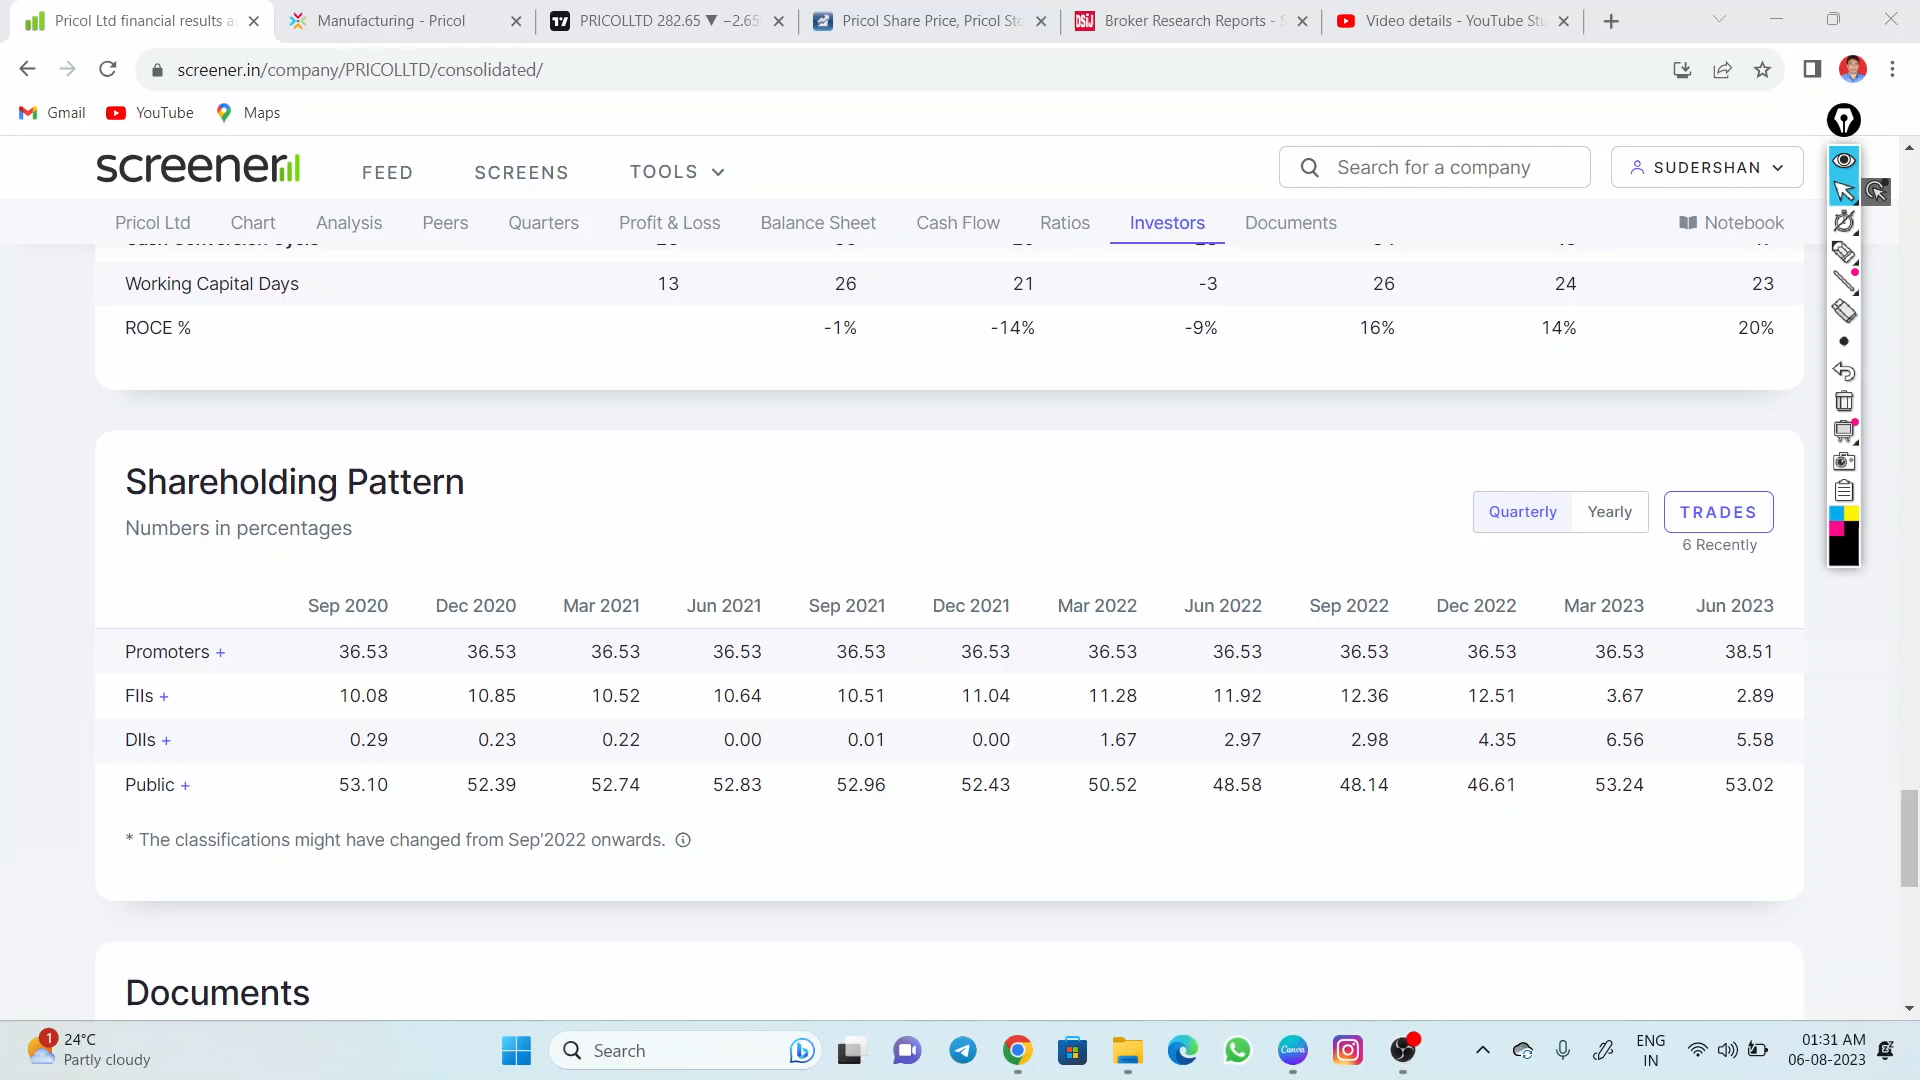 Pricol Ltd financial results a
Manufacturing - Pricol
PRICOLLTD 282.65 ▼ −2.65
Pricol Share Price, Pricol Sto
DSIJ
Broker Research Reports - S
Video details - YouTube Stu
screener.in/company/PRICOLLTD/consolidated/
Gmail YouTube Maps
screener
FEED SCREENS TOOLS
Search for a company
SUDERSHAN
Pricol Ltd Chart Analysis Peers Quarters Profit & Loss Balance Sheet Cash Flow Ratios Investors Documents Notebook
Working Capital Days 13 26 21 -3 26 24 23
ROCE % -1% -14% -9% 16% 14% 20%
Shareholding Pattern
Numbers in percentages
Quarterly Yearly TRADES
6 Recently
Sep 2020 Dec 2020 Mar 2021 Jun 2021 Sep 2021 Dec 2021 Mar 2022 Jun 2022 Sep 2022 Dec 2022 Mar 2023 Jun 2023
Promoters + 36.53 36.53 36.53 36.53 36.53 36.53 36.53 36.53 36.53 36.53 36.53 38.51
FIIs + 10.08 10.85 10.52 10.64 10.51 11.04 11.28 11.92 12.36 12.51 3.67 2.89
DIIs + 0.29 0.23 0.22 0.00 0.01 0.00 1.67 2.97 2.98 4.35 6.56 5.58
Public + 53.10 52.39 52.74 52.83 52.96 52.43 50.52 48.58 48.14 46.61 53.24 53.02
* The classifications might have changed from Sep'2022 onwards.
Documents
1
24°C
Partly cloudy
Search
Canva
ENG
IN
01:31 AM
06-08-2023